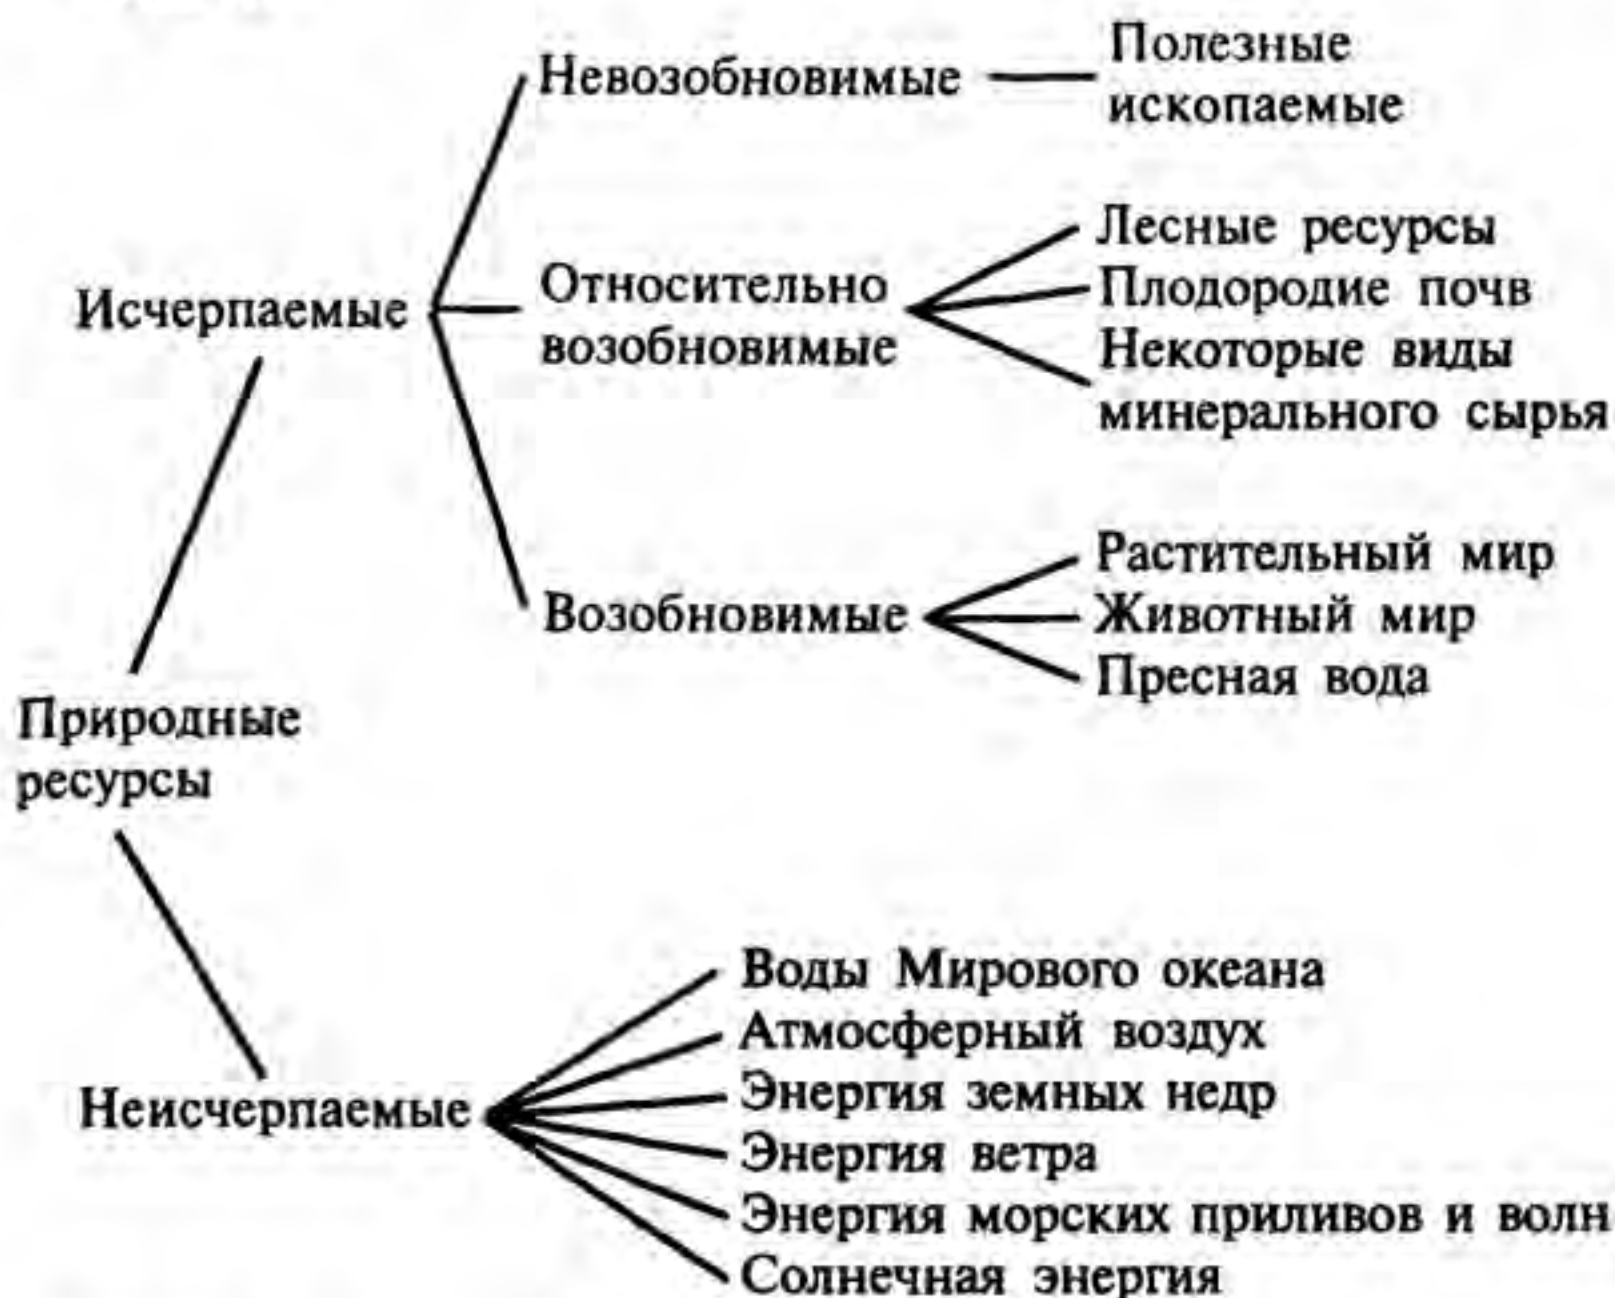 Невозобновимые
Полезные
ископаемые
Исчерпаемые
Относительно
возобновимые
Лесные ресурсы
Плодородие почв
Некоторые виды
минерального сырья
Возобновимые
Растительный мир
Животный мир
Пресная вода
Природные
ресурсы
Неисчерпаемые
Воды Мирового океана
Атмосферный воздух
Энергия земных недр
Энергия ветра
Энергия морских приливов и волн
Солнечная энергия